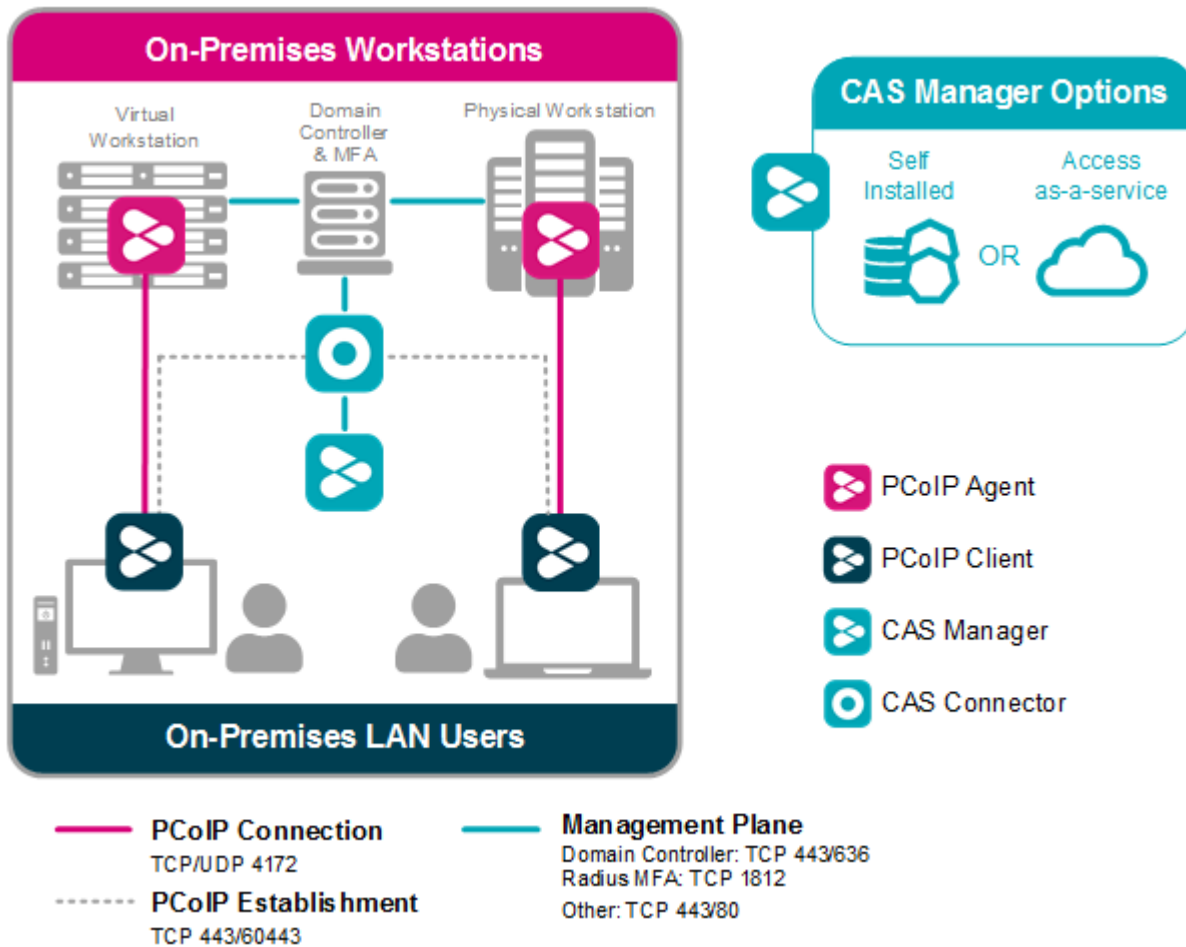 On-Premises Workstations
Virtual
Workstation
Domain
Controller
& MFA
Physical Workstation
On-Premises LAN Users
CAS Manager Options
Self
Installed
OR
Access
as-a-service
PCoIP Agent
PCoIP Client
CAS Manager
CAS Connector
PCoIP Connection
TCP/UDP 4172
PCoIP Establishment
TCP 443/60443
Management Plane
Domain Controller: TCP 443/636
Radius MFA: TCP 1812
Other: TCP 443/80